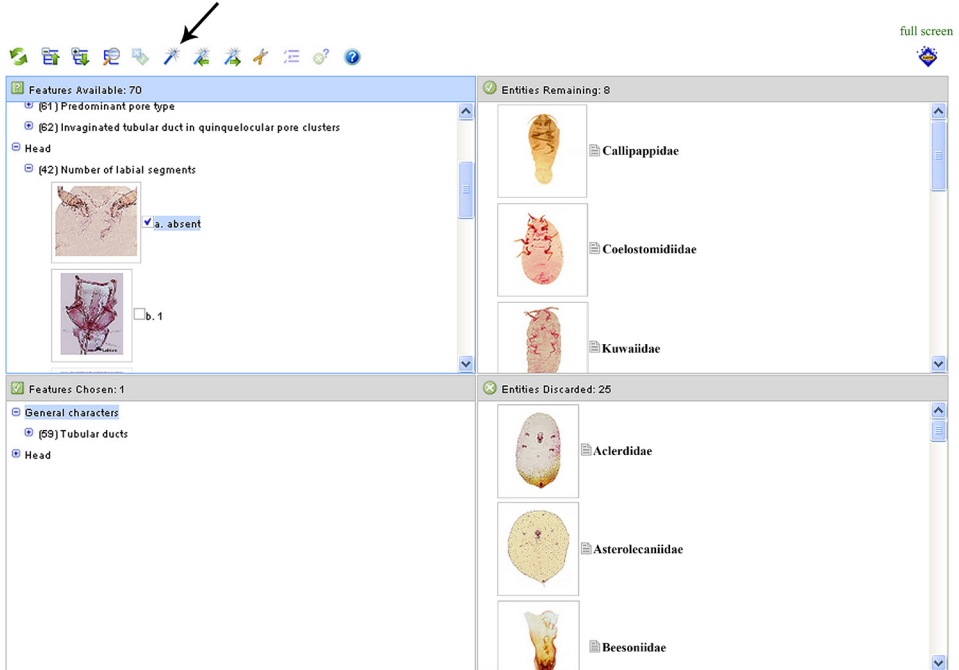 full screen
Features Available: 70
(61) Predominant pore type
(62) Invaginated tubular duct in quinquelocular pore clusters
Head
(42) Number of labial segments
a. absent
b. 1
Entities Remaining: 8
Callipappidae
Coelostomidiidae
Kuwaiidae
Features Chosen: 1
General characters
(59) Tubular ducts
Head
Entities Discarded: 25
Aclerdidae
Asterolecaniidae
Beesoniidae